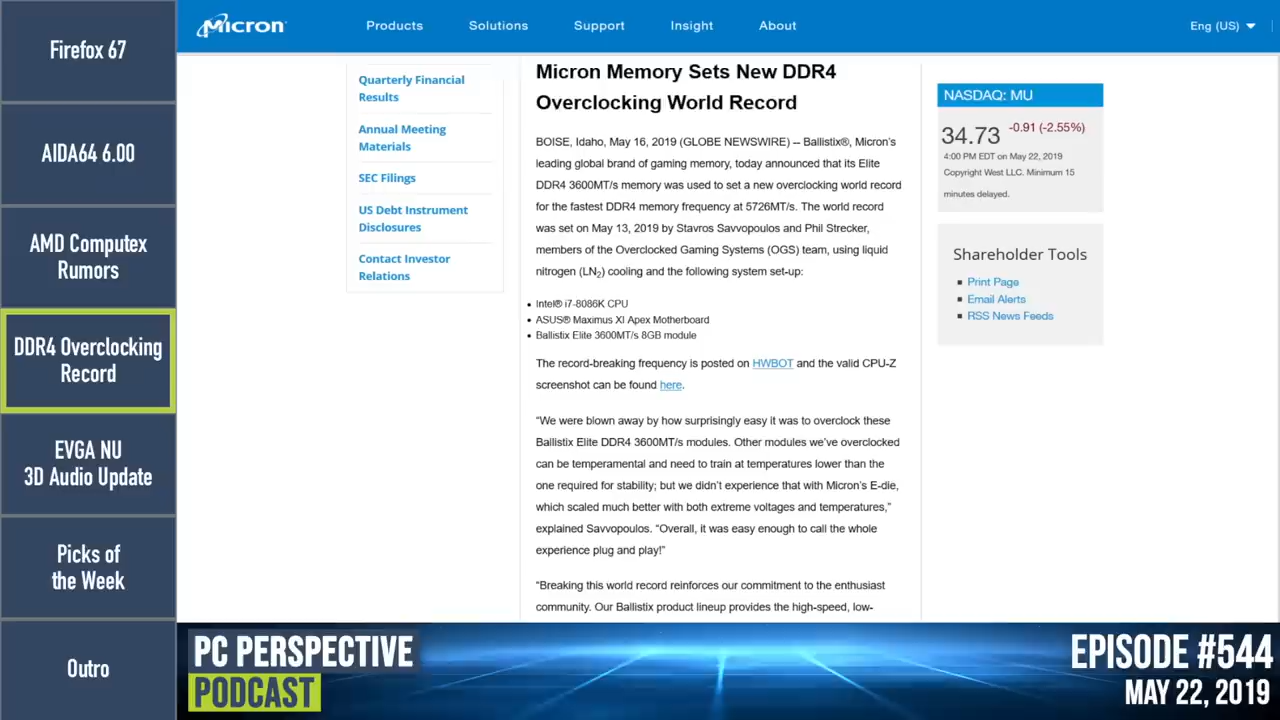 Firefox 67
AIDA64 6.00
AMD Computex
Rumors
DDR4 Overclocking
Record
EVGA NU
3D Audio Update
Picks of
the Week
Outro
Micron
Products
Solutions
Support
Insight
About
Eng (US)
Quarterly Financial
Results
Annual Meeting
Materials
SEC Filings
US Debt Instrument
Disclosures
Contact Investor
Relations
Micron Memory Sets New DDR4
Overclocking World Record
BOISE, Idaho, May 16, 2019 (GLOBE NEWSWIRE) -- Ballistix®, Micron’s
leading global brand of gaming memory, today announced that its Elite
DDR4 3600MT/s memory was used to set a new overclocking world record
for the fastest DDR4 memory frequency at 5726MT/s. The world record
was set on May 13, 2019 by Stavros Savvopoulos and Phil Strecker,
members of the Overclocked Gaming Systems (OGS) team, using liquid
nitrogen (LN2) cooling and the following system set-up:
• Intel® i7-8086K CPU
• ASUS® Maximus XI Apex Motherboard
• Ballistix Elite 3600MT/s 8GB module
The record-breaking frequency is posted on HWBOT and the valid CPU-Z
screenshot can be found here.
“We were blown away by how surprisingly easy it was to overclock these
Ballistix Elite DDR4 3600MT/s modules. Other modules we’ve overclocked
can be temperamental and need to train at temperatures lower than the
one required for stability; but we didn’t experience that with Micron’s E-die,
which scaled much better with both extreme voltages and temperatures,”
explained Savvopoulos. “Overall, it was easy enough to call the whole
experience plug and play!”
“Breaking this world record reinforces our commitment to the enthusiast
community. Our Ballistix product lineup provides the high-speed, low-
NASDAQ: MU
34.73 -0.91 (-2.55%)
4:00 PM EDT on May 22, 2019
Copyright West LLC. Minimum 15
minutes delayed.
Shareholder Tools
Print Page
Email Alerts
RSS News Feeds
PC PERSPECTIVE
PODCAST
EPISODE #544
MAY 22, 2019